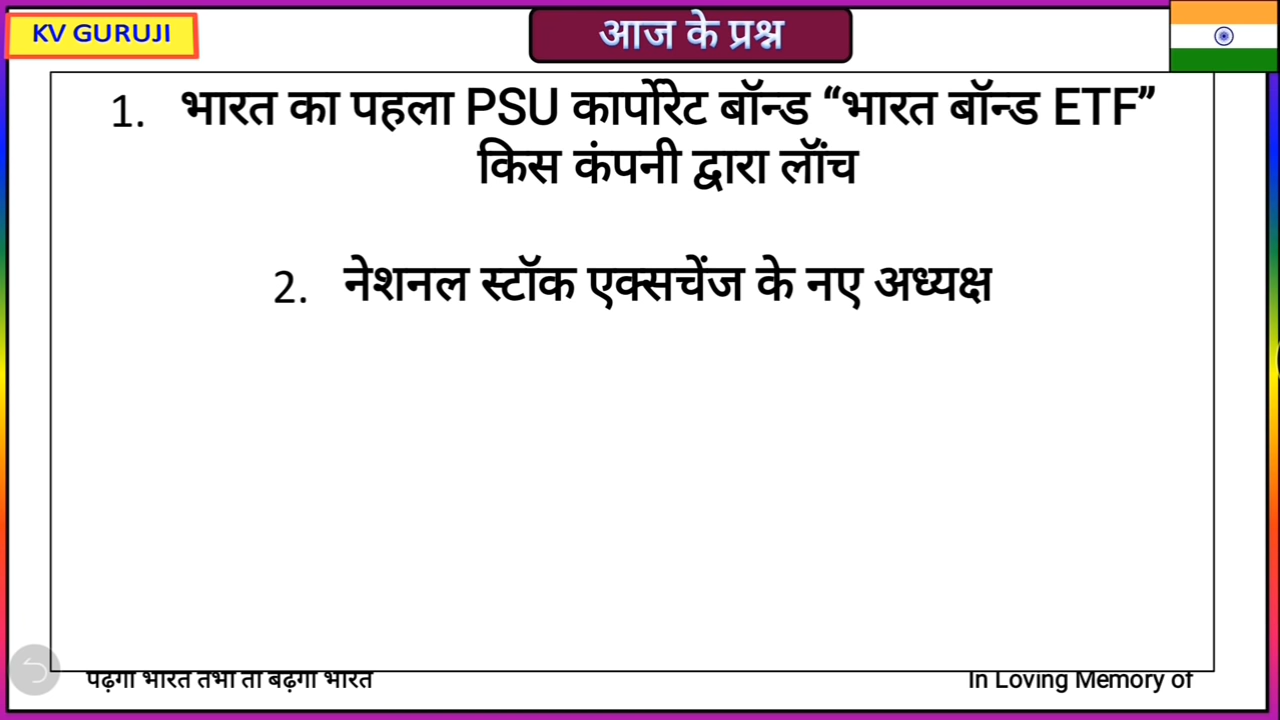 KV GURUJI
आज के प्रश्न
1. भारत का पहला PSU कार्पोरेट बॉन्ड “भारत बॉन्ड ETF”
किस कंपनी द्वारा लॉंच
2. नेशनल स्टॉक एक्सचेंज के नए अध्यक्ष
पढ़ेगा भारत तभी तो बढ़ेगा भारत
In Loving Memory of